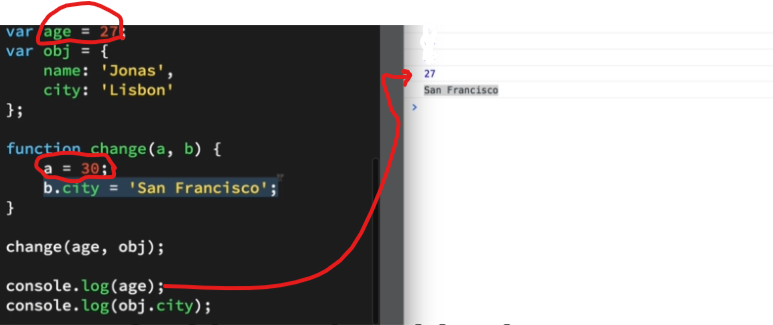 var age = 27;
var obj = {
    name: 'Jonas',
    city: 'Lisbon'
};
function change(a, b) {
    a = 30;
    b.city = 'San Francisco';
}
change(age, obj);
console.log(age);
console.log(obj.city);
27
San Francisco
>